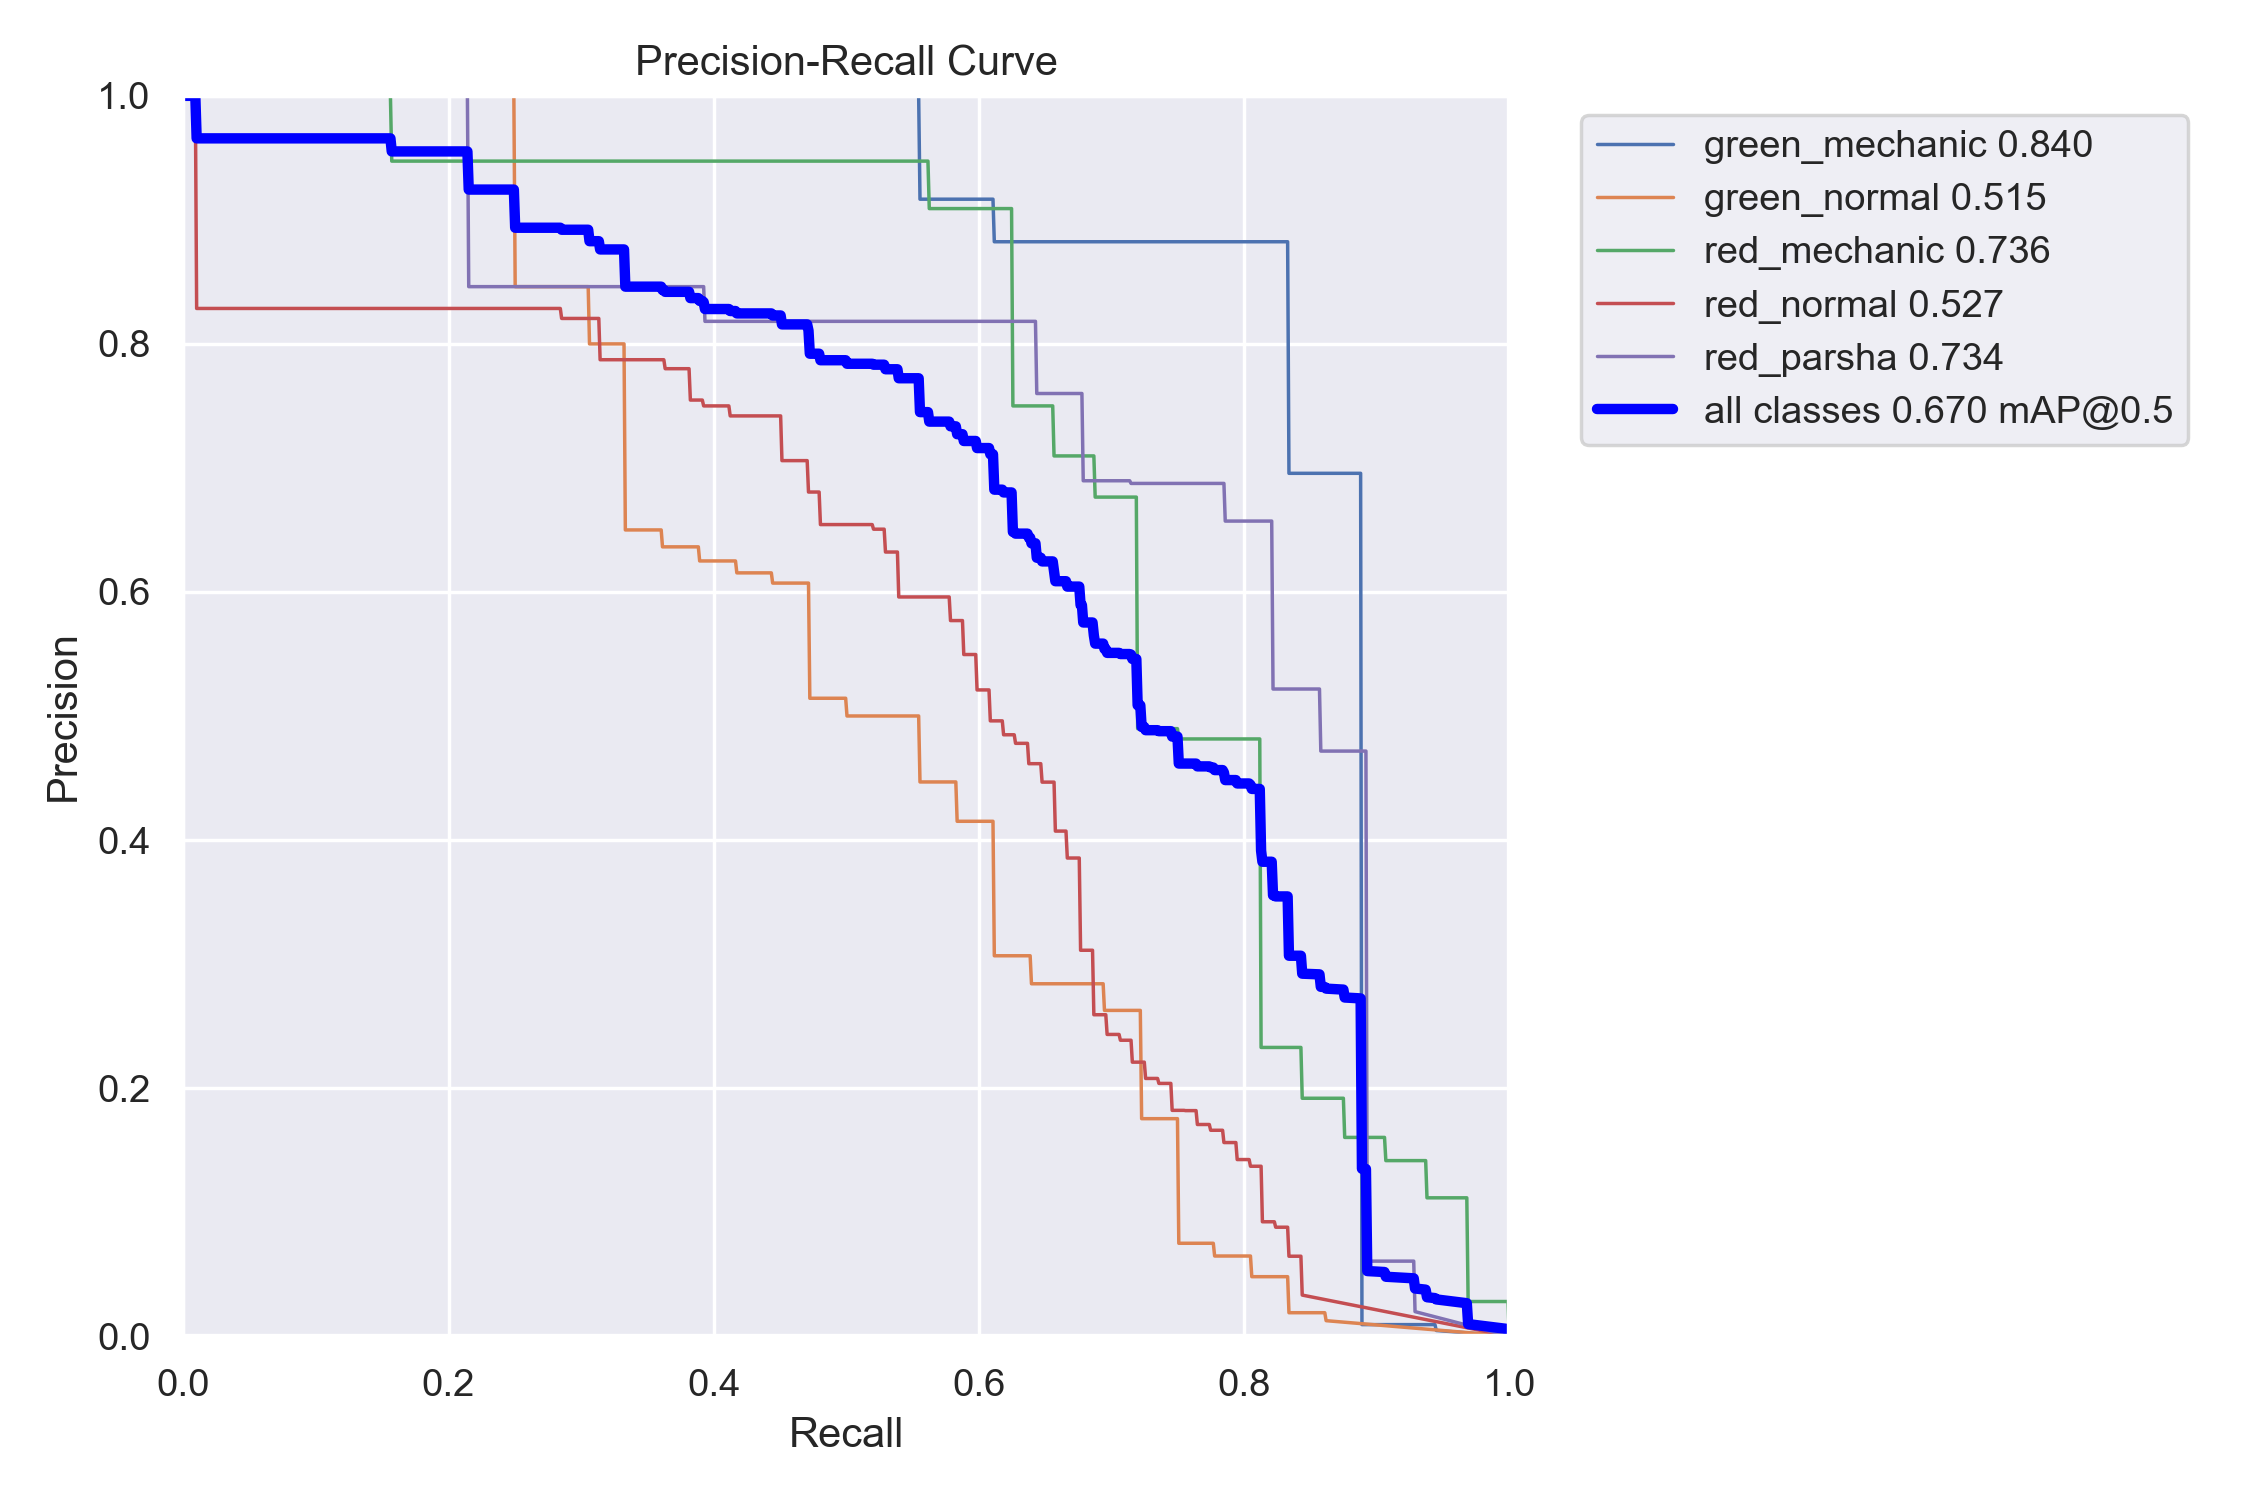 Precision-Recall Curve
1.0
0.8
0.6
0.4
0.2
0.0
Precision
0.0 0.2 0.4 0.6 0.8 1.0
Recall
green_mechanic 0.840
green_normal 0.515
red_mechanic 0.736
red_normal 0.527
red_parsha 0.734
all classes 0.670 mAP@0.5